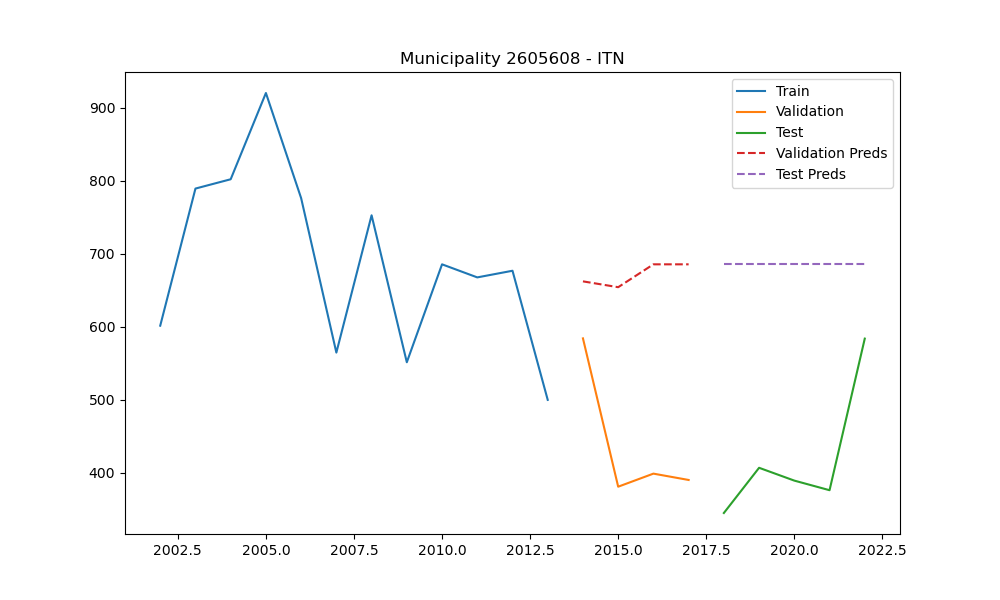 Municipality 2605608 - ITN
Train
Validation
Test
Validation Preds
Test Preds
900
800
700
600
500
400
2002.5 2005.0 2007.5 2010.0 2012.5 2015.0 2017.5 2020.0 2022.5